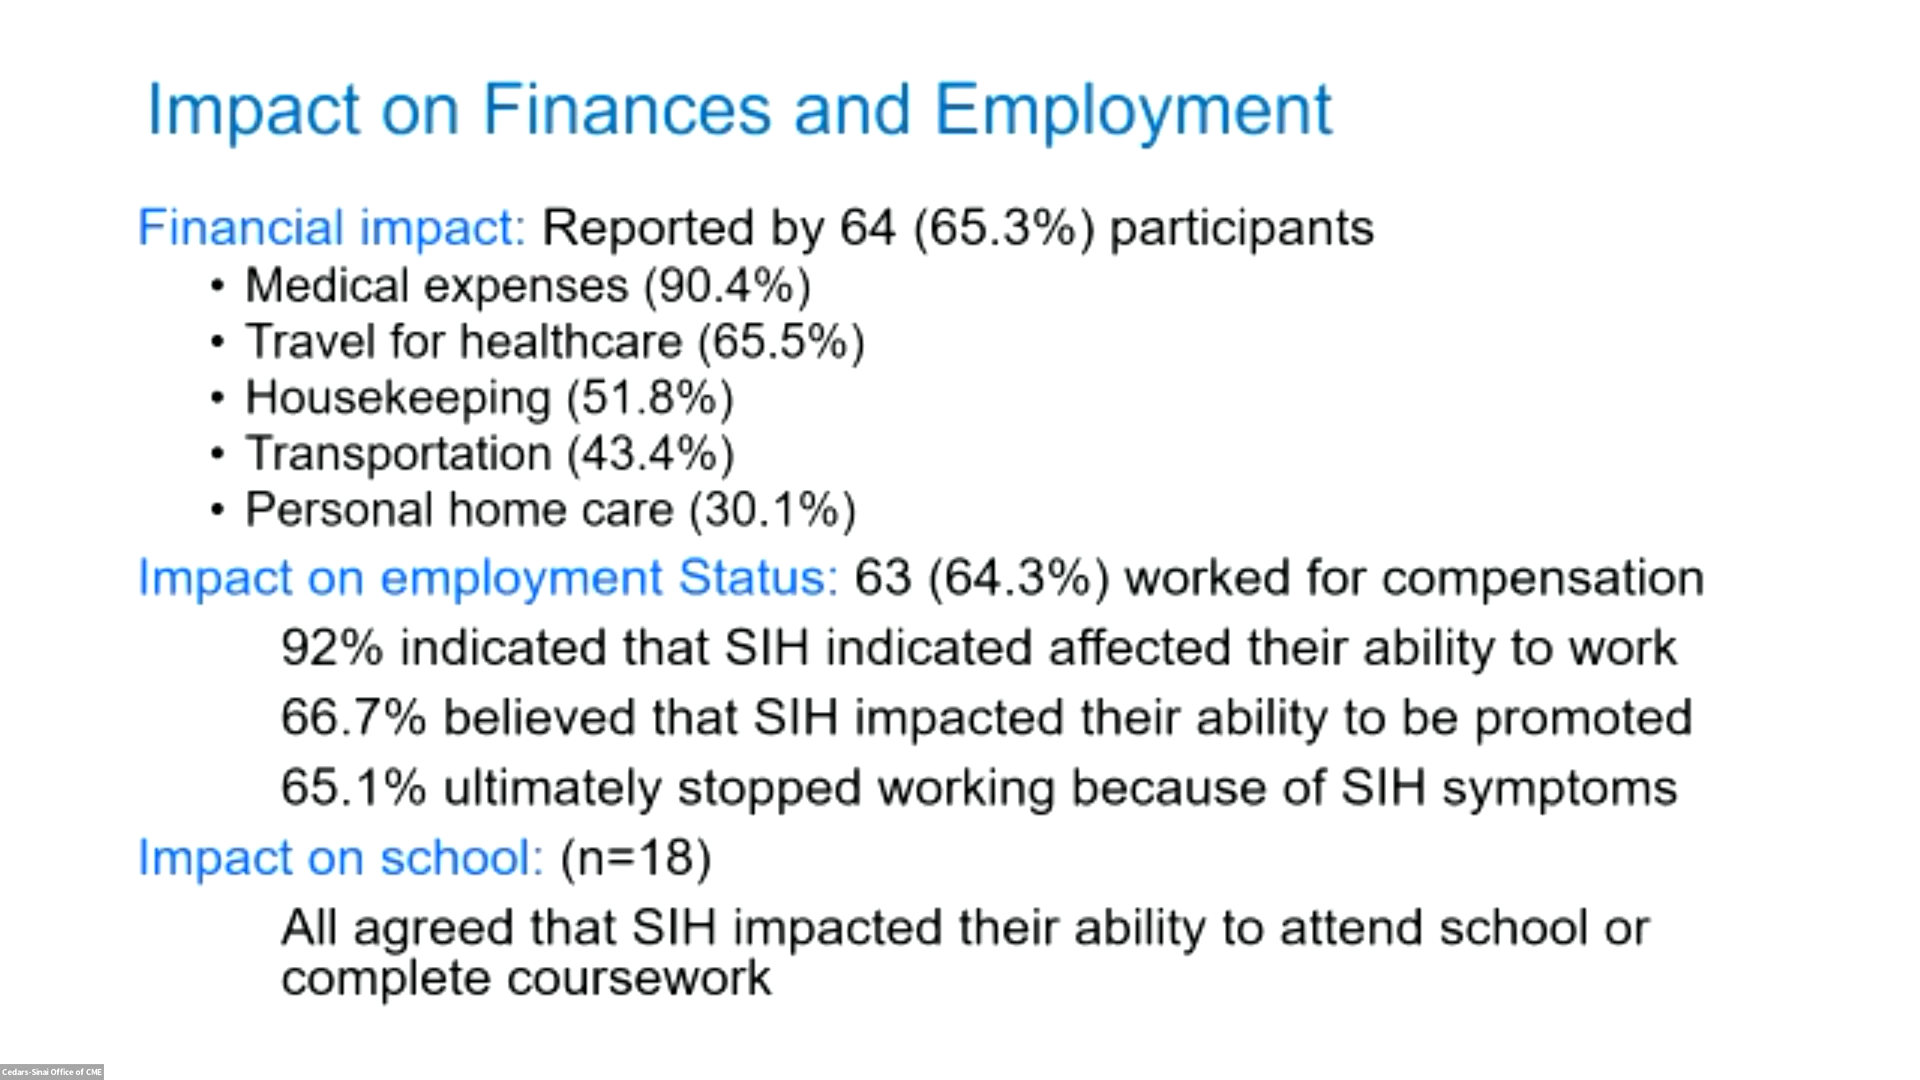 Impact on Finances and Employment
Financial impact: Reported by 64 (65.3%) participants
• Medical expenses (90.4%)
• Travel for healthcare (65.5%)
• Housekeeping (51.8%)
• Transportation (43.4%)
• Personal home care (30.1%)
Impact on employment Status: 63 (64.3%) worked for compensation
92% indicated that SIH indicated affected their ability to work
66.7% believed that SIH impacted their ability to be promoted
65.1% ultimately stopped working because of SIH symptoms
Impact on school: (n=18)
All agreed that SIH impacted their ability to attend school or
complete coursework
Cedars-Sinai Office of CME